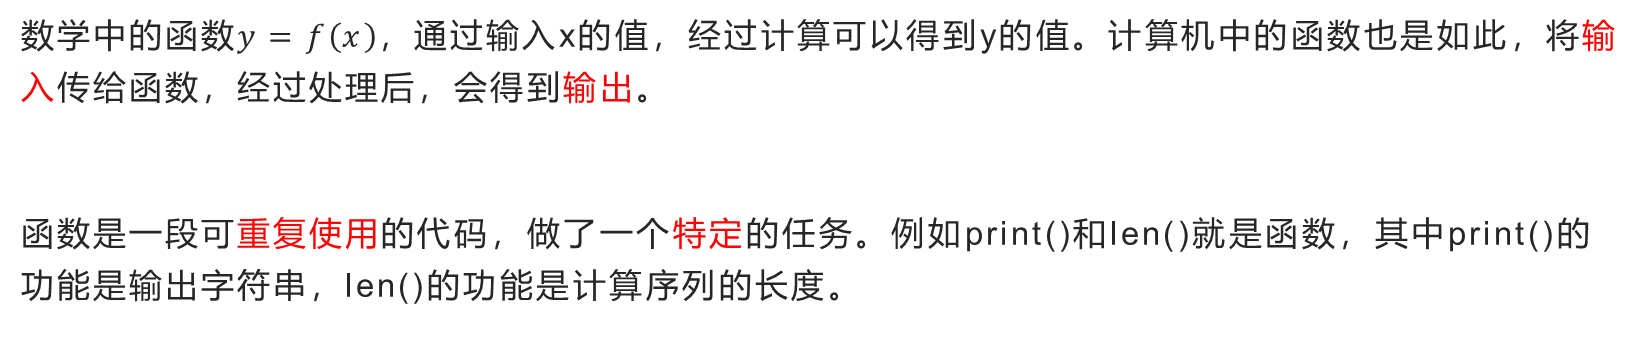 数学中的函数y = f(x)，通过输入x的值，经过计算可以得到y的值。计算机中的函数也是如此，将输
入传给函数，经过处理后，会得到输出。
函数是一段可重复使用的代码，做了一个特定的任务。例如print()和len()就是函数，其中print()的
功能是输出字符串，len()的功能是计算序列的长度。